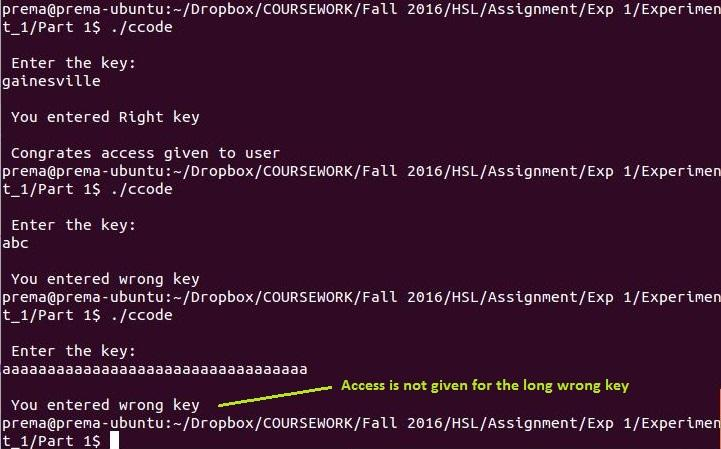 prema@prema-ubuntu:~/Dropbox/COURSEWORK/Fall 2016/HSL/Assignment/Exp 1/Experimen
t_1/Part 1$ ./ccode
Enter the key:
gainesville
You entered Right key
Congrates access given to user
prema@prema-ubuntu:~/Dropbox/COURSEWORK/Fall 2016/HSL/Assignment/Exp 1/Experimen
t_1/Part 1$ ./ccode
Enter the key:
abc
You entered wrong key
prema@prema-ubuntu:~/Dropbox/COURSEWORK/Fall 2016/HSL/Assignment/Exp 1/Experimen
t_1/Part 1$ ./ccode
Enter the key:
aaaaaaaaaaaaaaaaaaaaaaaaaaaaaaaaaa
Access is not given for the long wrong key
You entered wrong key
prema@prema-ubuntu:~/Dropbox/COURSEWORK/Fall 2016/HSL/Assignment/Exp 1/Experimen
t_1/Part 1$